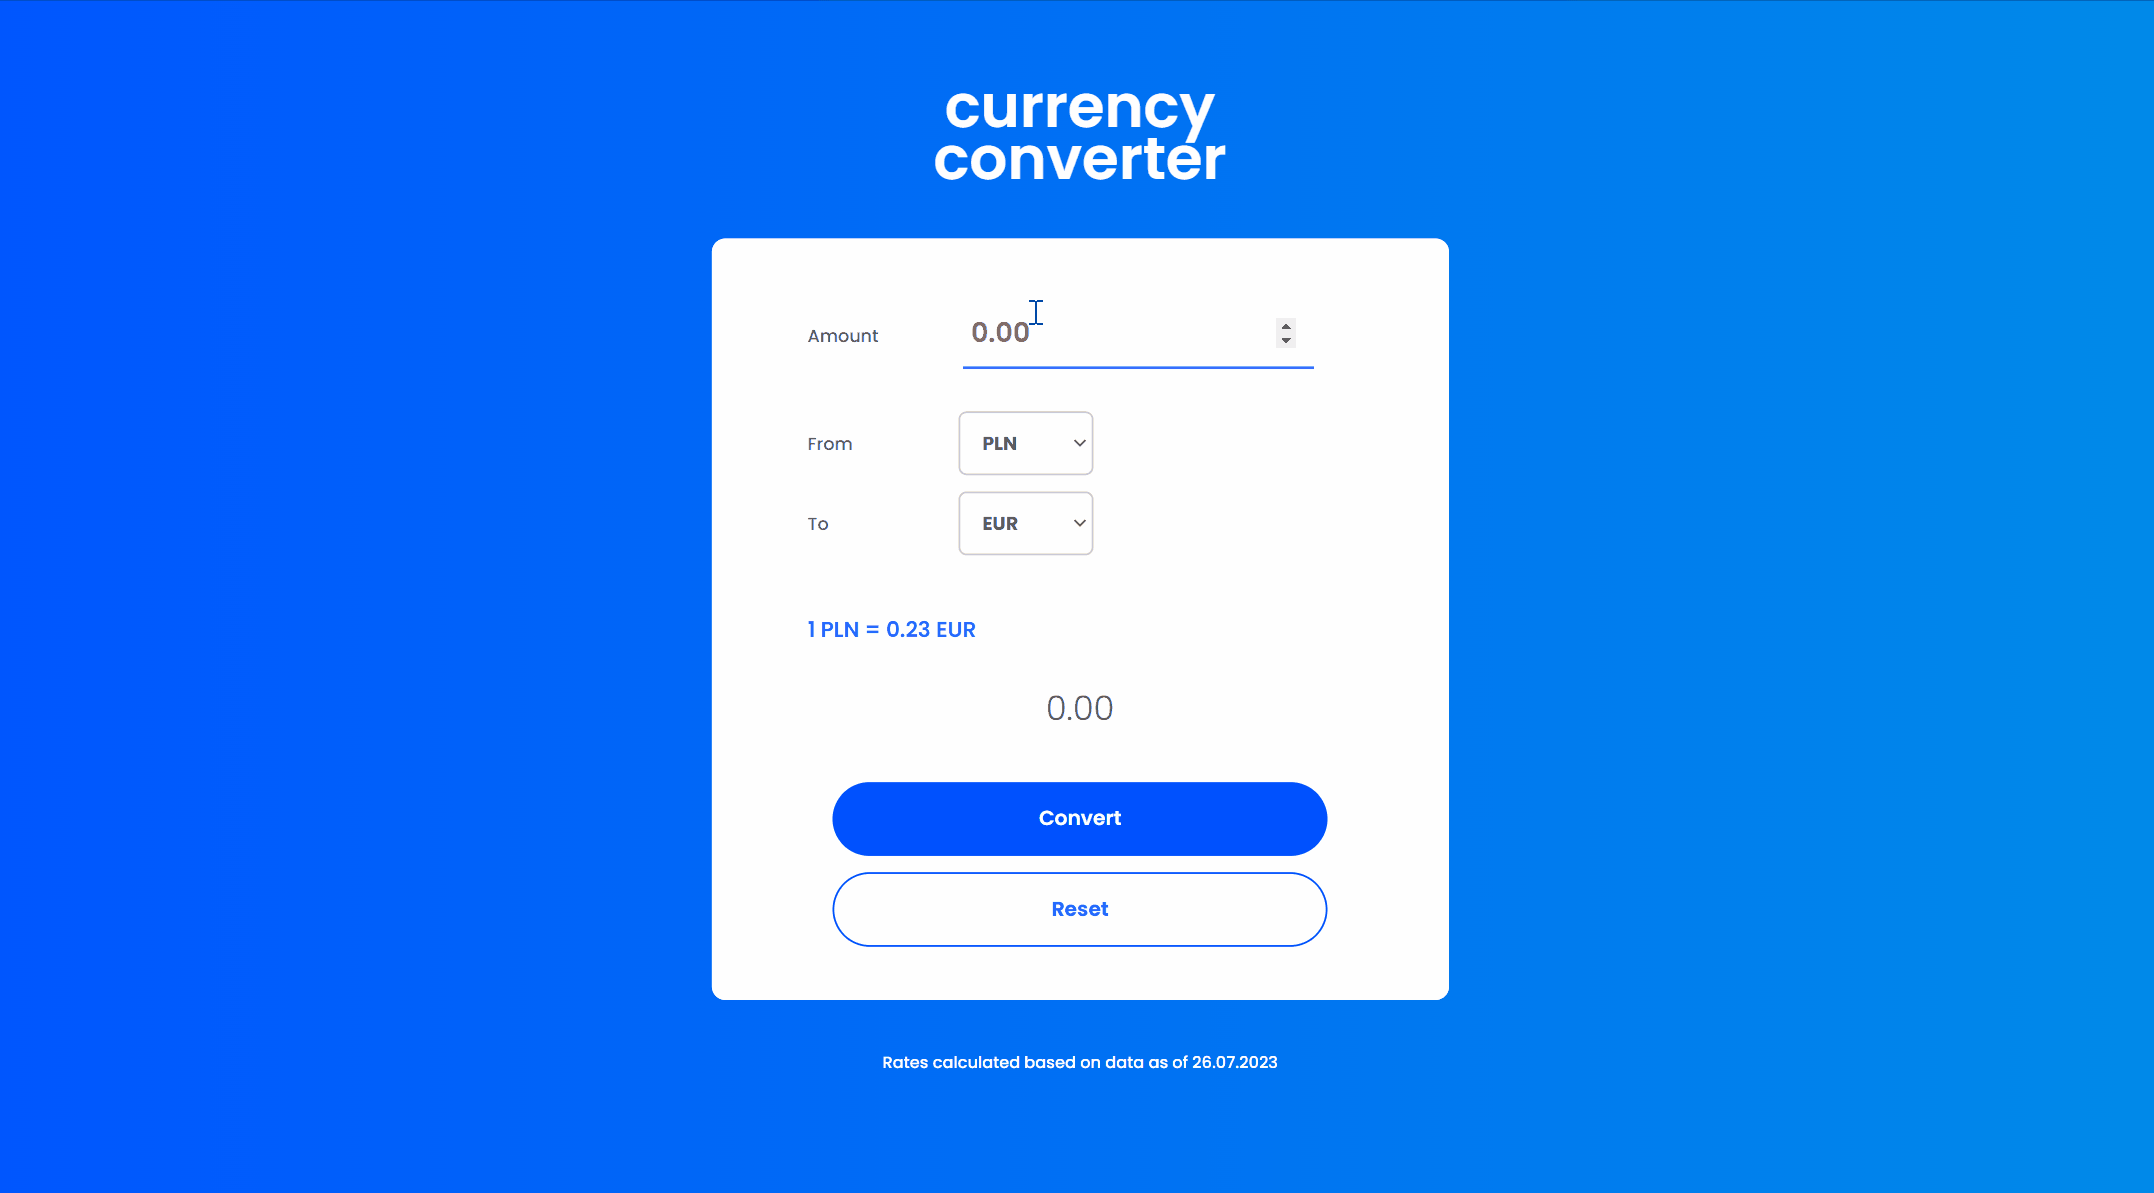 currency
converter
Amount 0.00
From PLN
To EUR
1 PLN = 0.23 EUR
0.00
Convert
Reset
Rates calculated based on data as of 26.07.2023